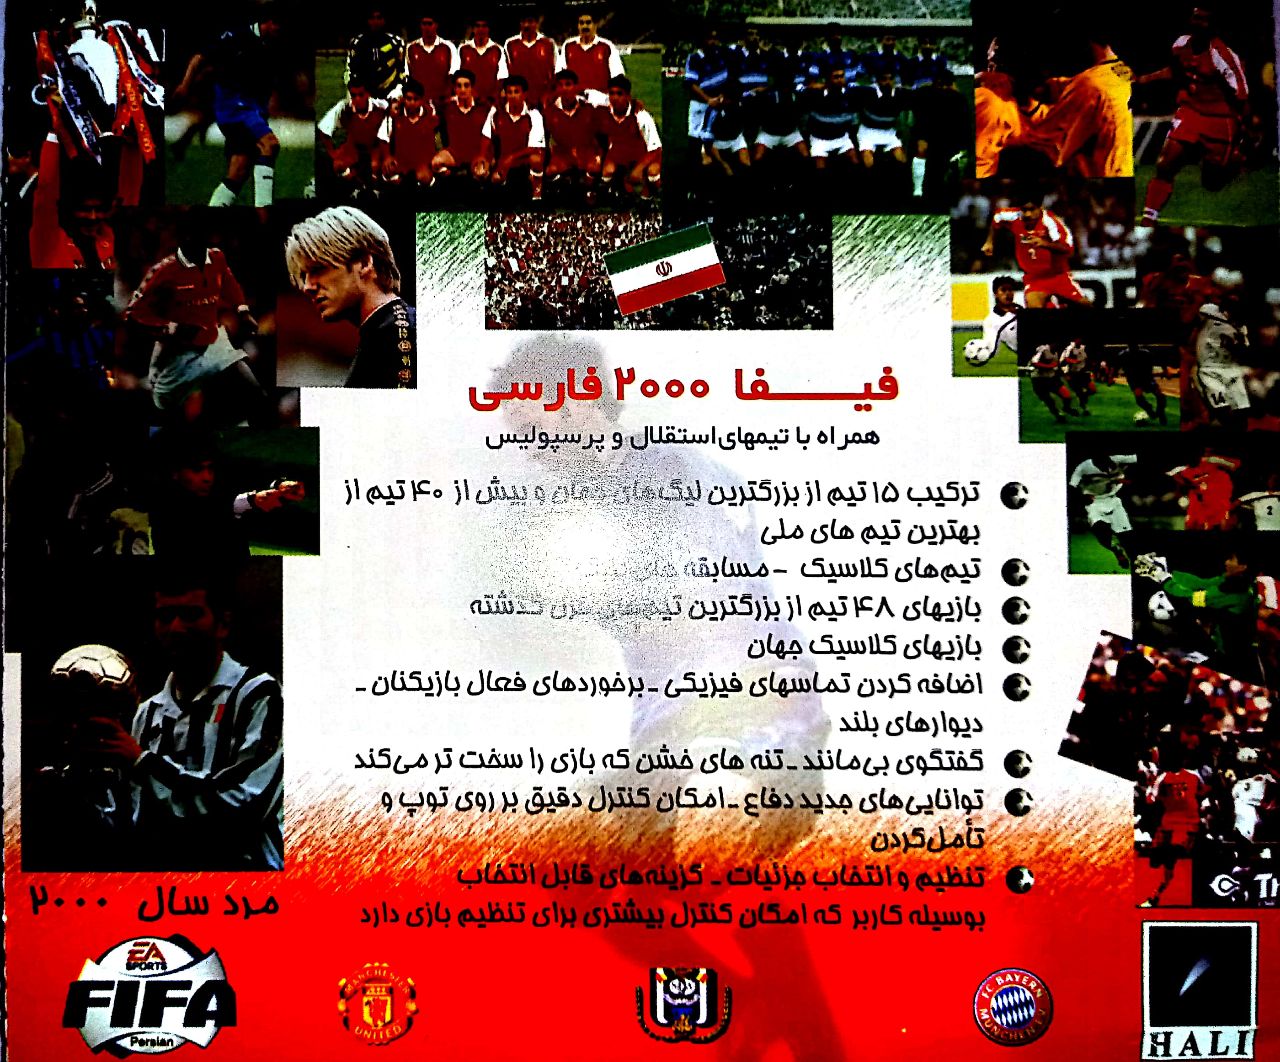 فیفا ۲۰۰۰ فارسی
همراه با تیمهای استقلال و پرسپولیس
ترکیب ۱۵ تیم از بزرگترین لیگ‌های جهان و بیش از ۴۰ تیم از
بهترین تیم های ملی
تیم‌های کلاسیک - مسابقه های
بازیهای ۴۸ تیم از بزرگترین تیم‌های قرن گذشته
بازیهای کلاسیک جهان
اضافه کردن تماسهای فیزیکی - برخوردهای فعال بازیکنان -
دیوارهای بلند
گفتگوی بی‌مانند - تنه های خشن که بازی را سخت تر می‌کند
توانایی‌های جدید دفاع - امکان کنترل دقیق بر روی توپ و
تأمل‌کردن
تنظیم و انتخاب جزئیات - گزینه‌های قابل انتخاب
بوسیله کاربر که امکان کنترل بیشتری برای تنظیم بازی دارد
مرد سال ۲۰۰۰
EA
SPORTS
FIFA
Persian
MANCHESTER
UNITED
FC BAYERN
MÜNCHEN
HALI